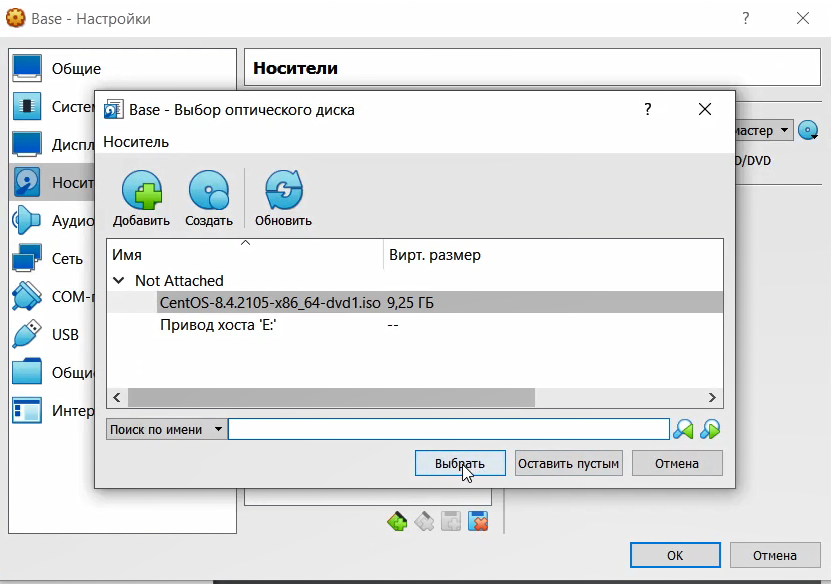 Base - Настройки
?
Общие
Носители
Систе
Base - Выбор оптического диска
?
Носитель
мастер
Диспл
D/DVD
Носит
Добавить Создать Обновить
Аудио
Имя Вирт. размер
Сеть
Not Attached
COM-п
CentOS-8.4.2105-x86_64-dvd1.iso 9,25 ГБ
Привод хоста 'E:' --
USB
Общие
Интер
Поиск по имени
Выбрать Оставить пустым Отмена
OK Отмена